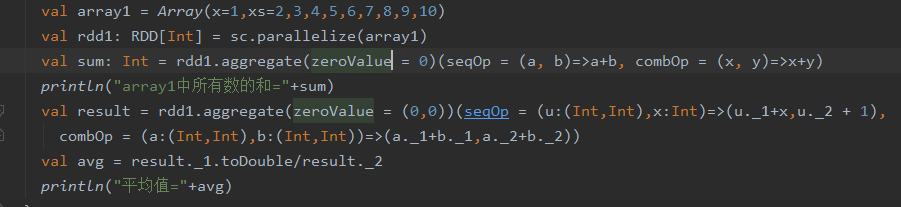 val array1 = Array(x=1,xs=2,3,4,5,6,7,8,9,10)
val rdd1: RDD[Int] = sc.parallelize(array1)
val sum: Int = rdd1.aggregate(zeroValue = 0)(seqOp = (a, b)=>a+b, combOp = (x, y)=>x+y)
println("array1中所有数的和="+sum)
val result = rdd1.aggregate(zeroValue = (0,0))(seqOp = (u:(Int,Int),x:Int)=>(u._1+x,u._2 + 1),
combOp = (a:(Int,Int),b:(Int,Int))=>(a._1+b._1,a._2+b._2))
val avg = result._1.toDouble/result._2
println("平均值="+avg)